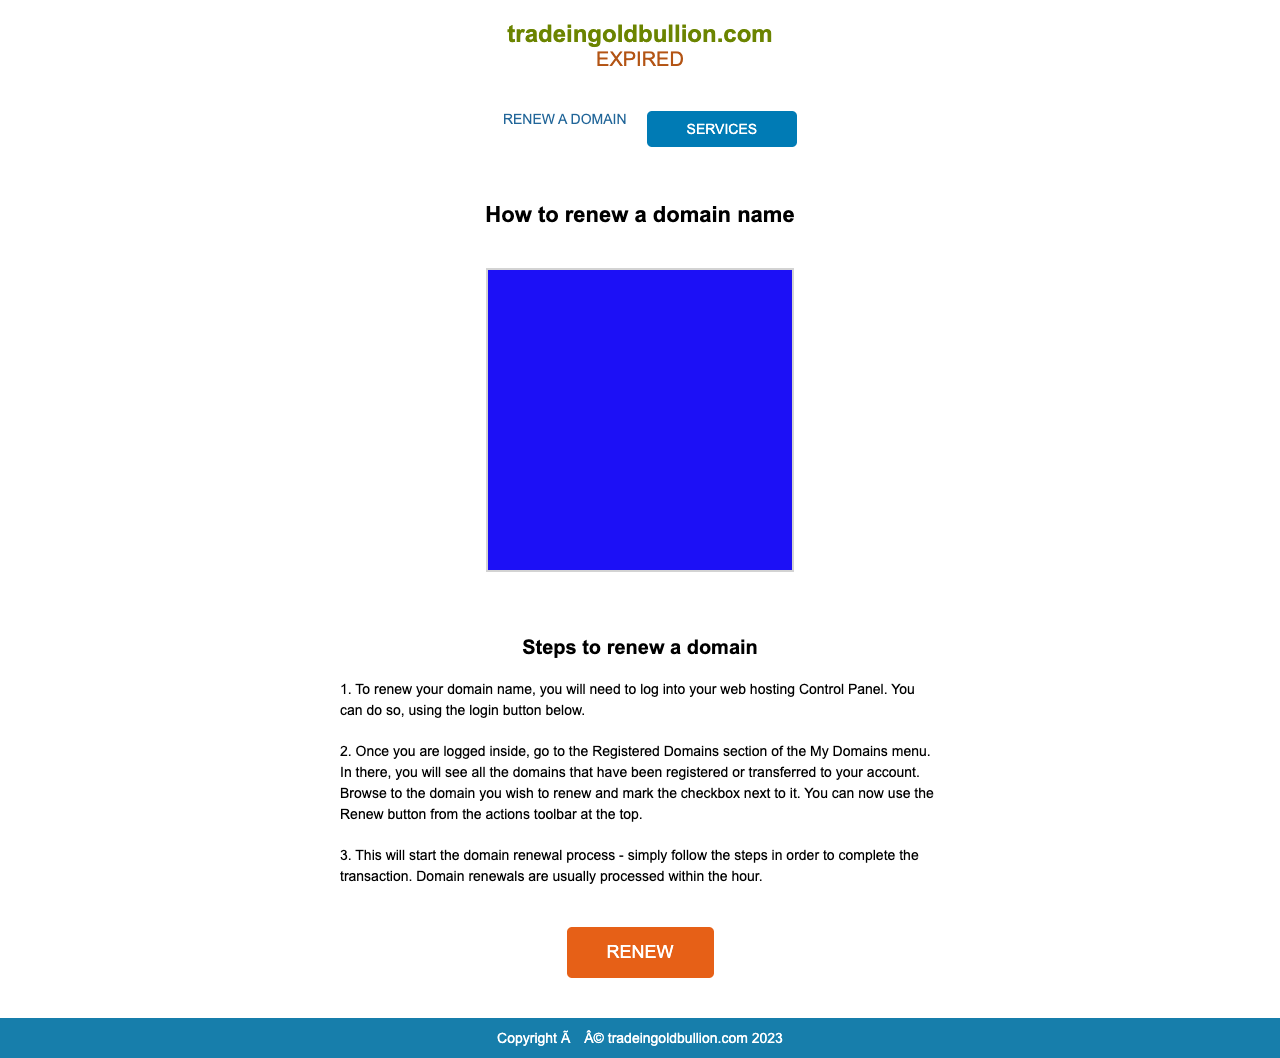 tradeingoldbullion.com
EXPIRED
RENEW A DOMAIN
SERVICES
How to renew a domain name
Steps to renew a domain
1. To renew your domain name, you will need to log into your web hosting Control Panel. You
can do so, using the login button below.
2. Once you are logged inside, go to the Registered Domains section of the My Domains menu.
In there, you will see all the domains that have been registered or transferred to your account.
Browse to the domain you wish to renew and mark the checkbox next to it. You can now use the
Renew button from the actions toolbar at the top.
3. This will start the domain renewal process - simply follow the steps in order to complete the
transaction. Domain renewals are usually processed within the hour.
RENEW
Copyright Ã Â© tradeingoldbullion.com 2023